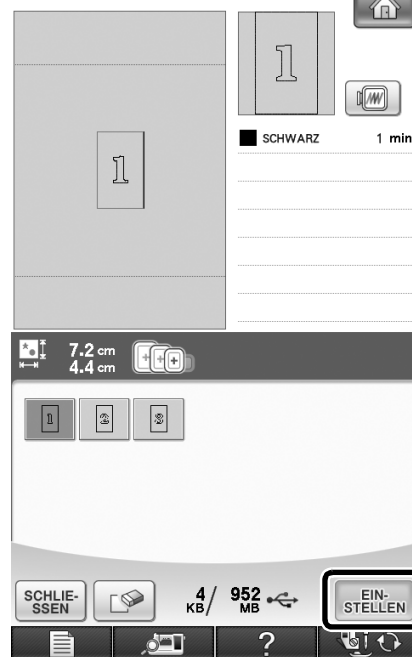 1
1
SCHWARZ 1 min
7.2 cm
4.4 cm
1 2 3
SCHLIE-
SSEN
4 KB/ 952 MB
EIN-
STELLEN
?